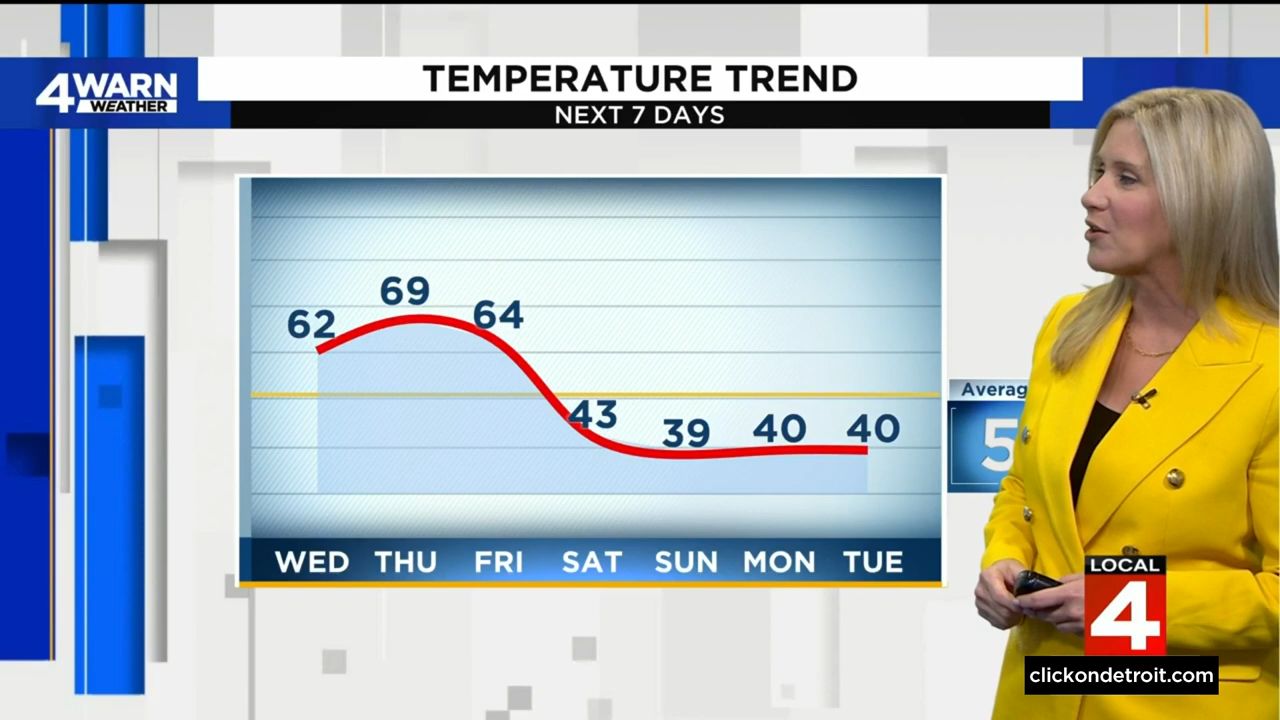 4WARN
WEATHER
TEMPERATURE TREND
NEXT 7 DAYS
62 69 64 43 39 40 40
WED THU FRI SAT SUN MON TUE
LOCAL
4
clickondetroit.com